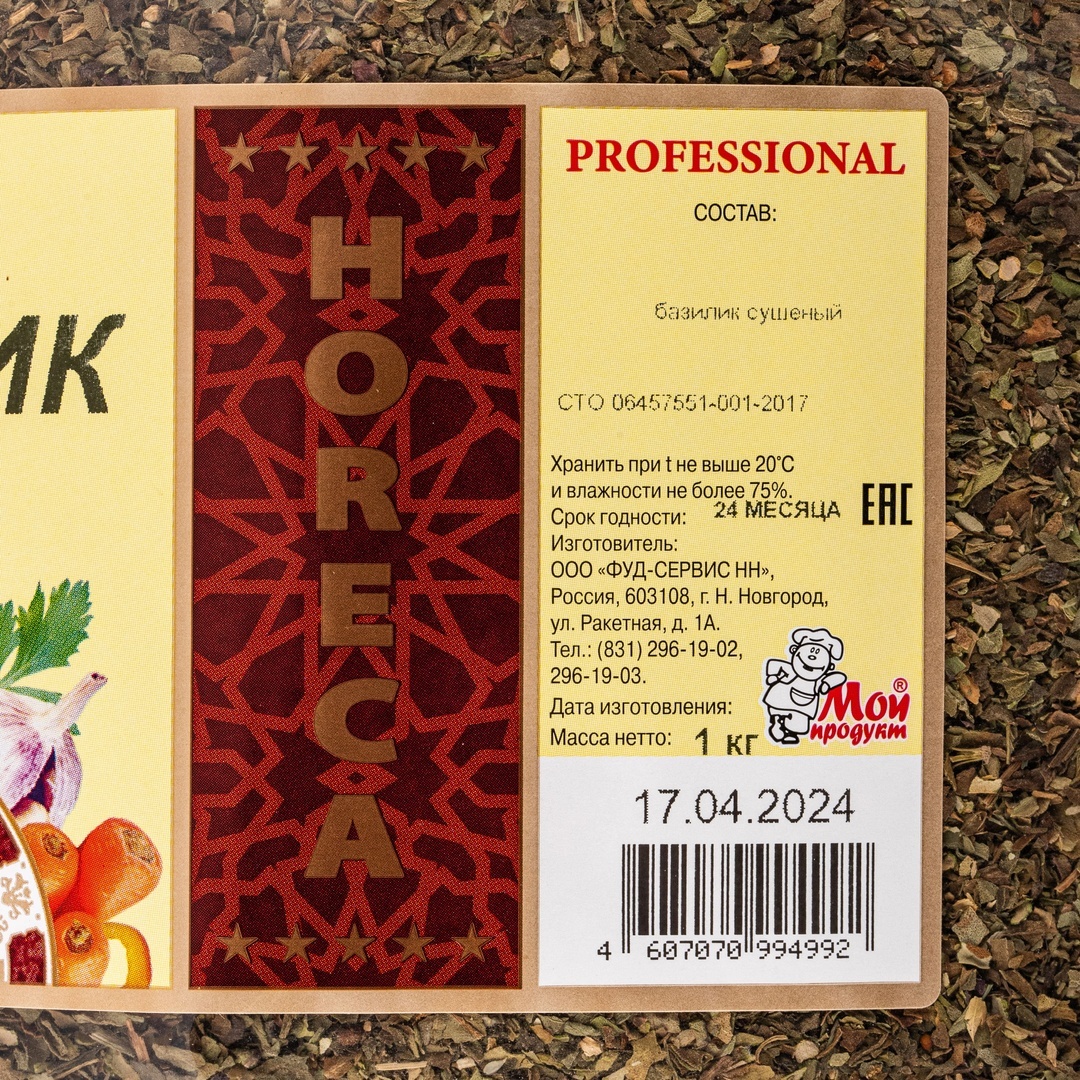 ИК
HORECA
PROFESSIONAL
СОСТАВ:
базилик сушеный
СТО 06457551-001-2017
Хранить при t не выше 20°С
и влажности не более 75%.
Срок годности: 24 МЕСЯЦА
EAC
Изготовитель:
ООО «ФУД-СЕРВИС НН»,
Россия, 603108, г. Н. Новгород,
ул. Ракетная, д. 1А.
Тел.: (831) 296-19-02,
296-19-03.
Дата изготовления:
Масса нетто: 1 кг
Мой®
продукт
17.04.2024
4 607070 994992